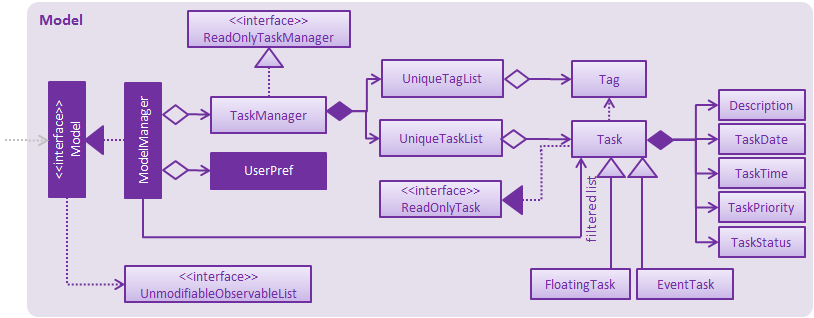 Model
<<interface>>
ReadOnlyTaskManager
UniqueTagList
Tag
<<interface>>
Model
ModelManager
TaskManager
Description
UniqueTaskList
Task
TaskDate
UserPref
TaskTime
<<interface>>
ReadOnlyTask
filtered list
TaskPriority
TaskStatus
<<interface>>
UnmodifiableObservableList
FloatingTask
EventTask